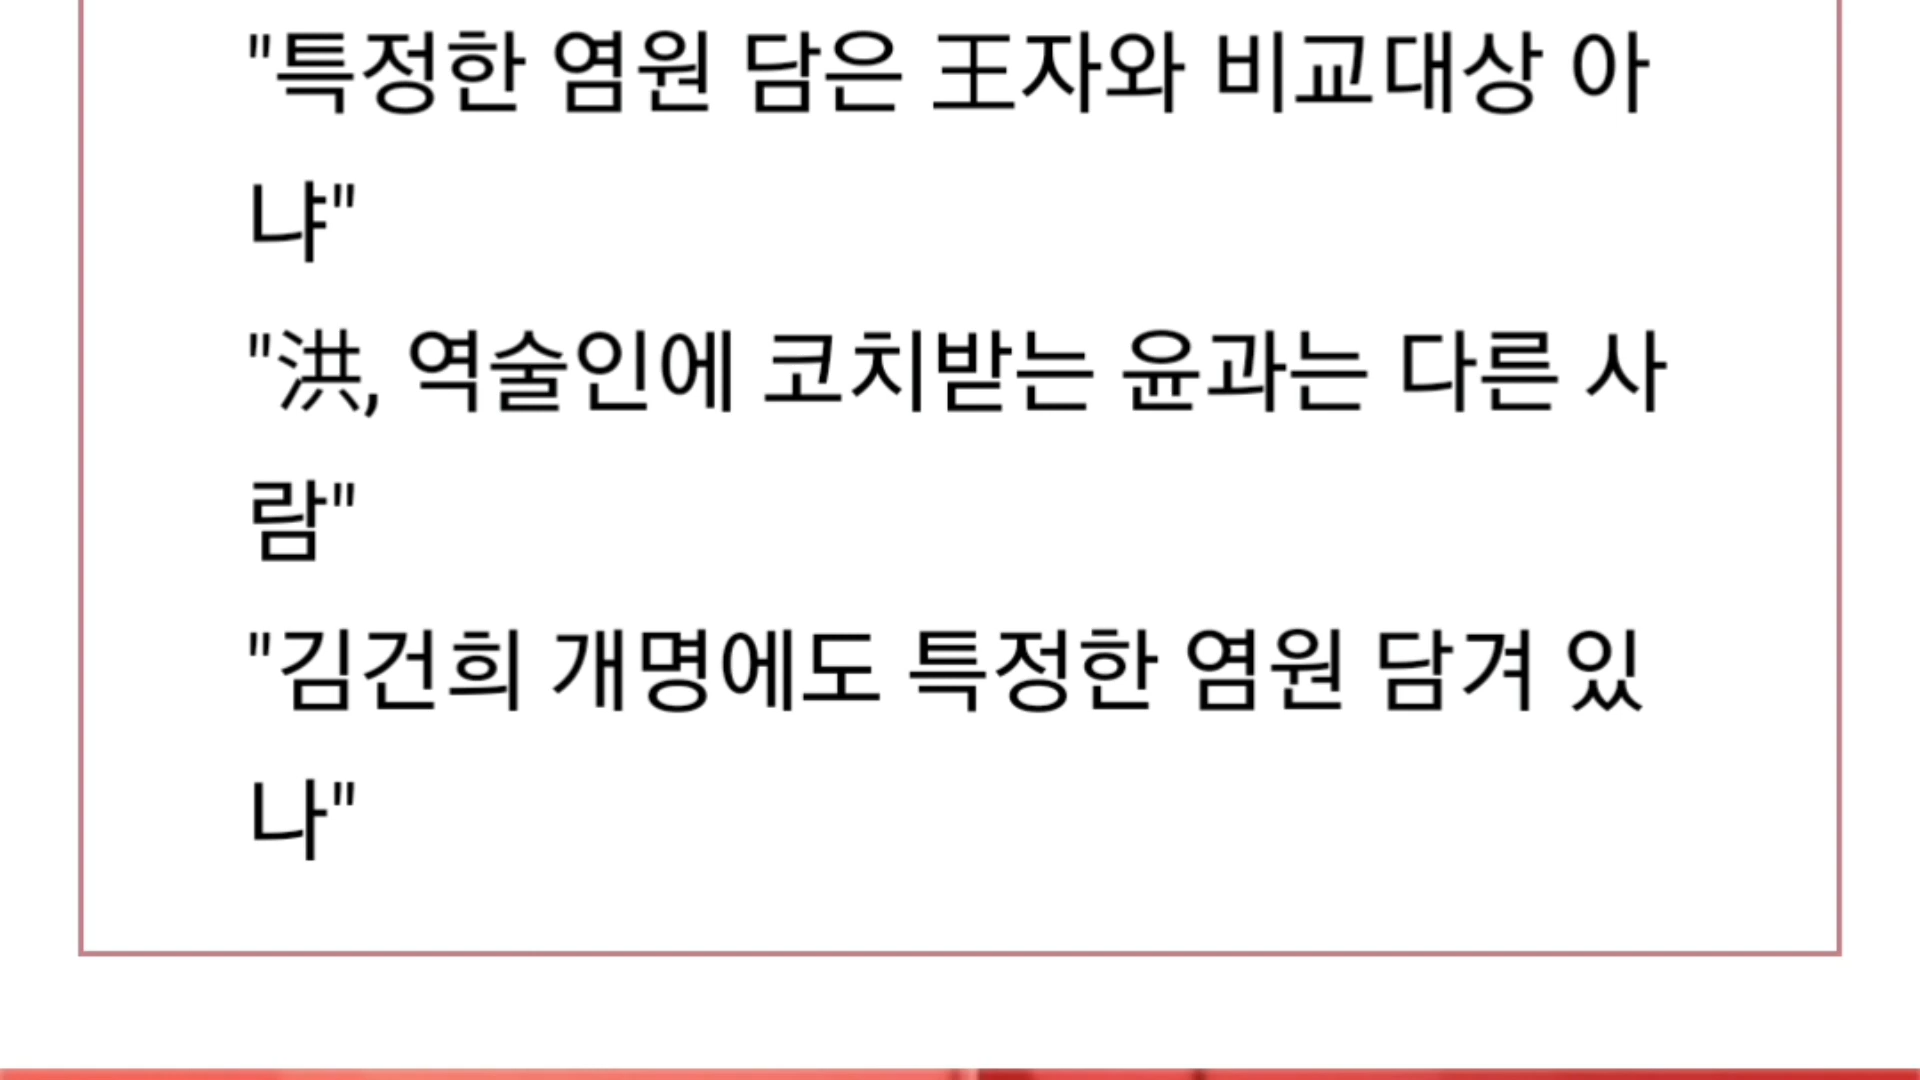 "특정한 염원 담은 王자와 비교대상 아
냐"
"洪, 역술인에 코치받는 윤과는 다른 사
람"
"김건희 개명에도 특정한 염원 담겨 있
나"